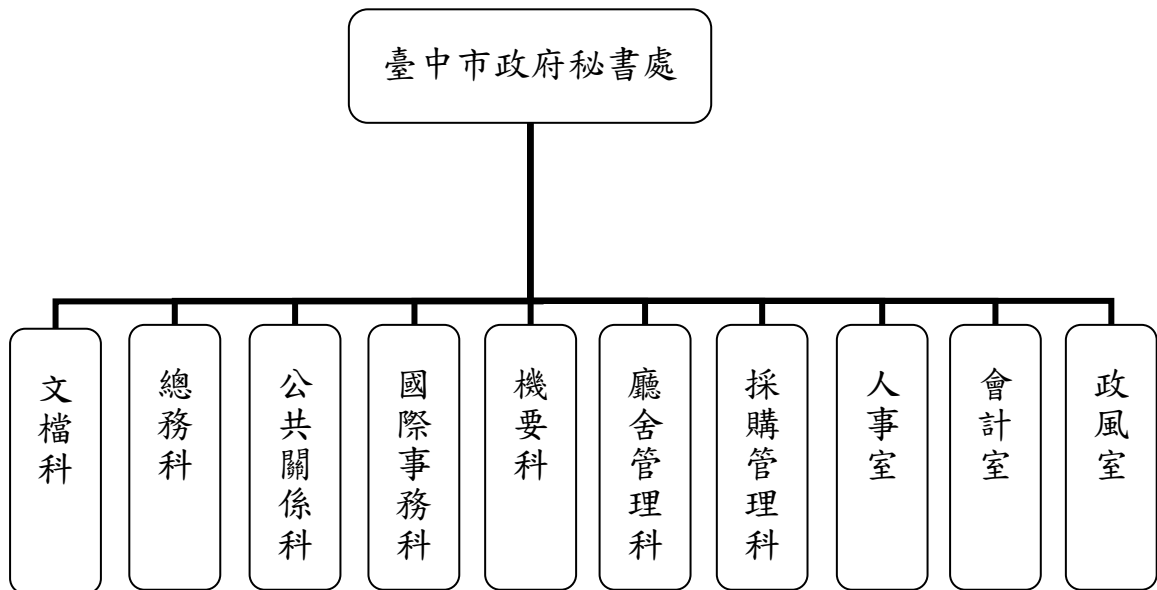 臺中市政府秘書處
文檔科
總務科
公共關係科
國際事務科
機要科
廳舍管理科
採購管理科
人事室
會計室
政風室